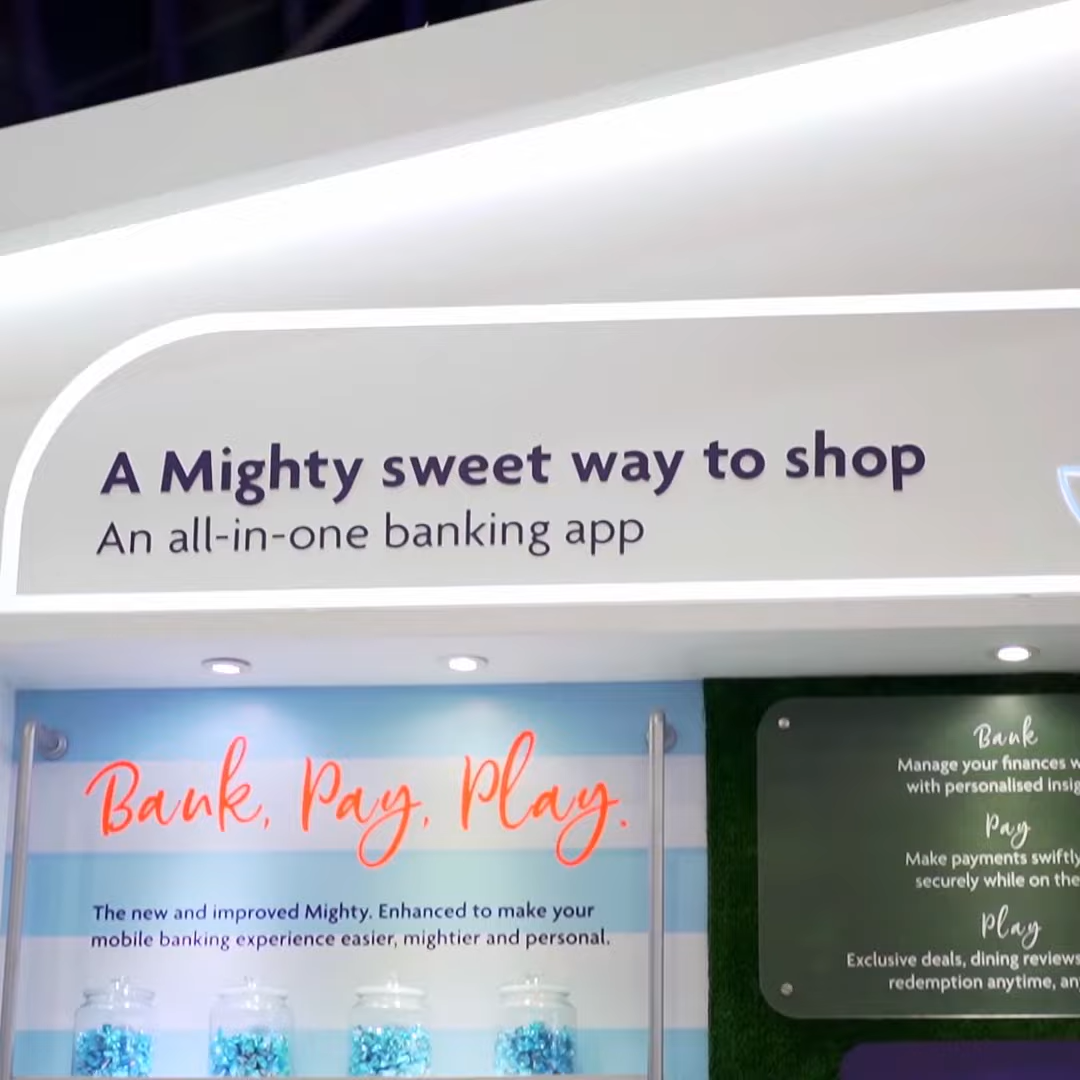 A Mighty sweet way to shop
An all-in-one banking app
Bank, Pay, Play.
The new and improved Mighty. Enhanced to make your
mobile banking experience easier, mightier and personal.
Bank
Manage your finances
with personalised
Pay
Make payments swiftly
securely while on the
Play
Exclusive deals, dining reviews
redemption anytime,